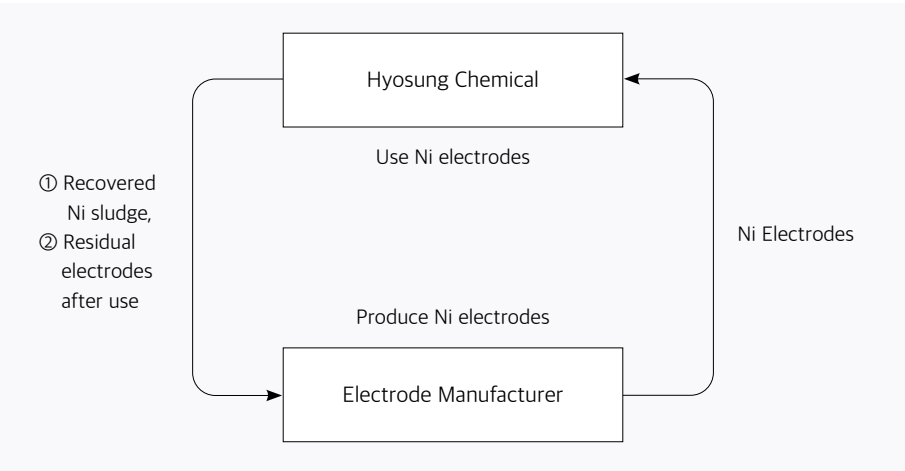 Hyosung Chemical
Use Ni electrodes
① Recovered
Ni sludge,
② Residual
electrodes
after use
Ni Electrodes
Produce Ni electrodes
Electrode Manufacturer